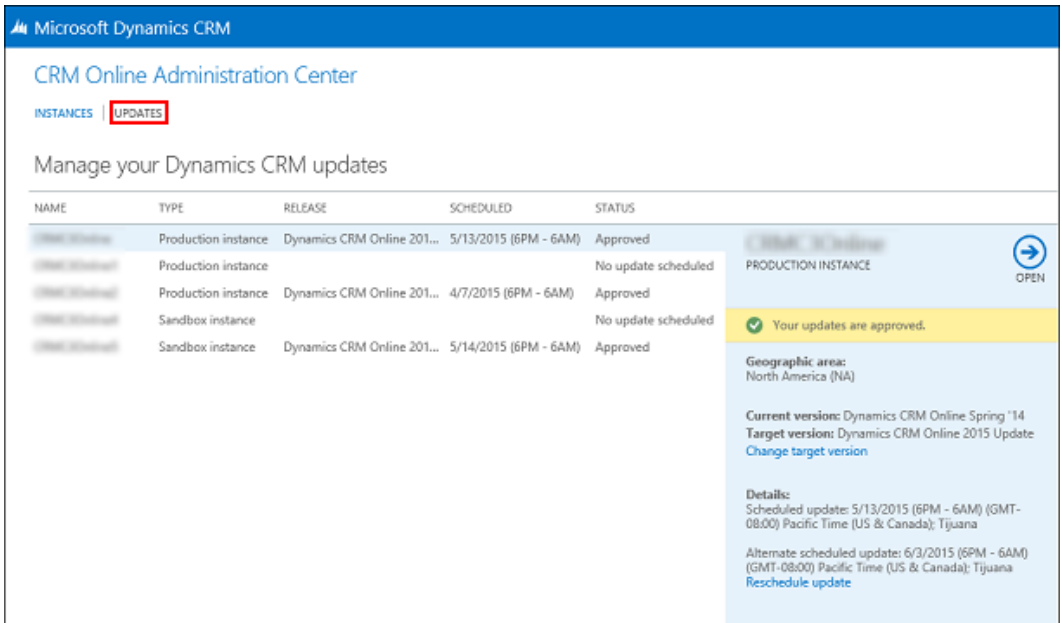 Microsoft Dynamics CRM
CRM Online Administration Center
INSTANCES | UPDATES
Manage your Dynamics CRM updates
NAME TYPE RELEASE SCHEDULED STATUS
Production instance Dynamics CRM Online 201... 5/13/2015 (6PM - 6AM) Approved
Production instance No update scheduled
Production instance Dynamics CRM Online 201... 4/7/2015 (6PM - 6AM) Approved
Sandbox instance No update scheduled
Sandbox instance Dynamics CRM Online 201... 5/14/2015 (6PM - 6AM) Approved
PRODUCTION INSTANCE
OPEN
Your updates are approved.
Geographic area:
North America (NA)
Current version: Dynamics CRM Online Spring '14
Target version: Dynamics CRM Online 2015 Update
Change target version
Details:
Scheduled update: 5/13/2015 (6PM - 6AM) (GMT-
08:00) Pacific Time (US & Canada); Tijuana
Alternate scheduled update: 6/3/2015 (6PM - 6AM)
(GMT-08:00) Pacific Time (US & Canada); Tijuana
Reschedule update